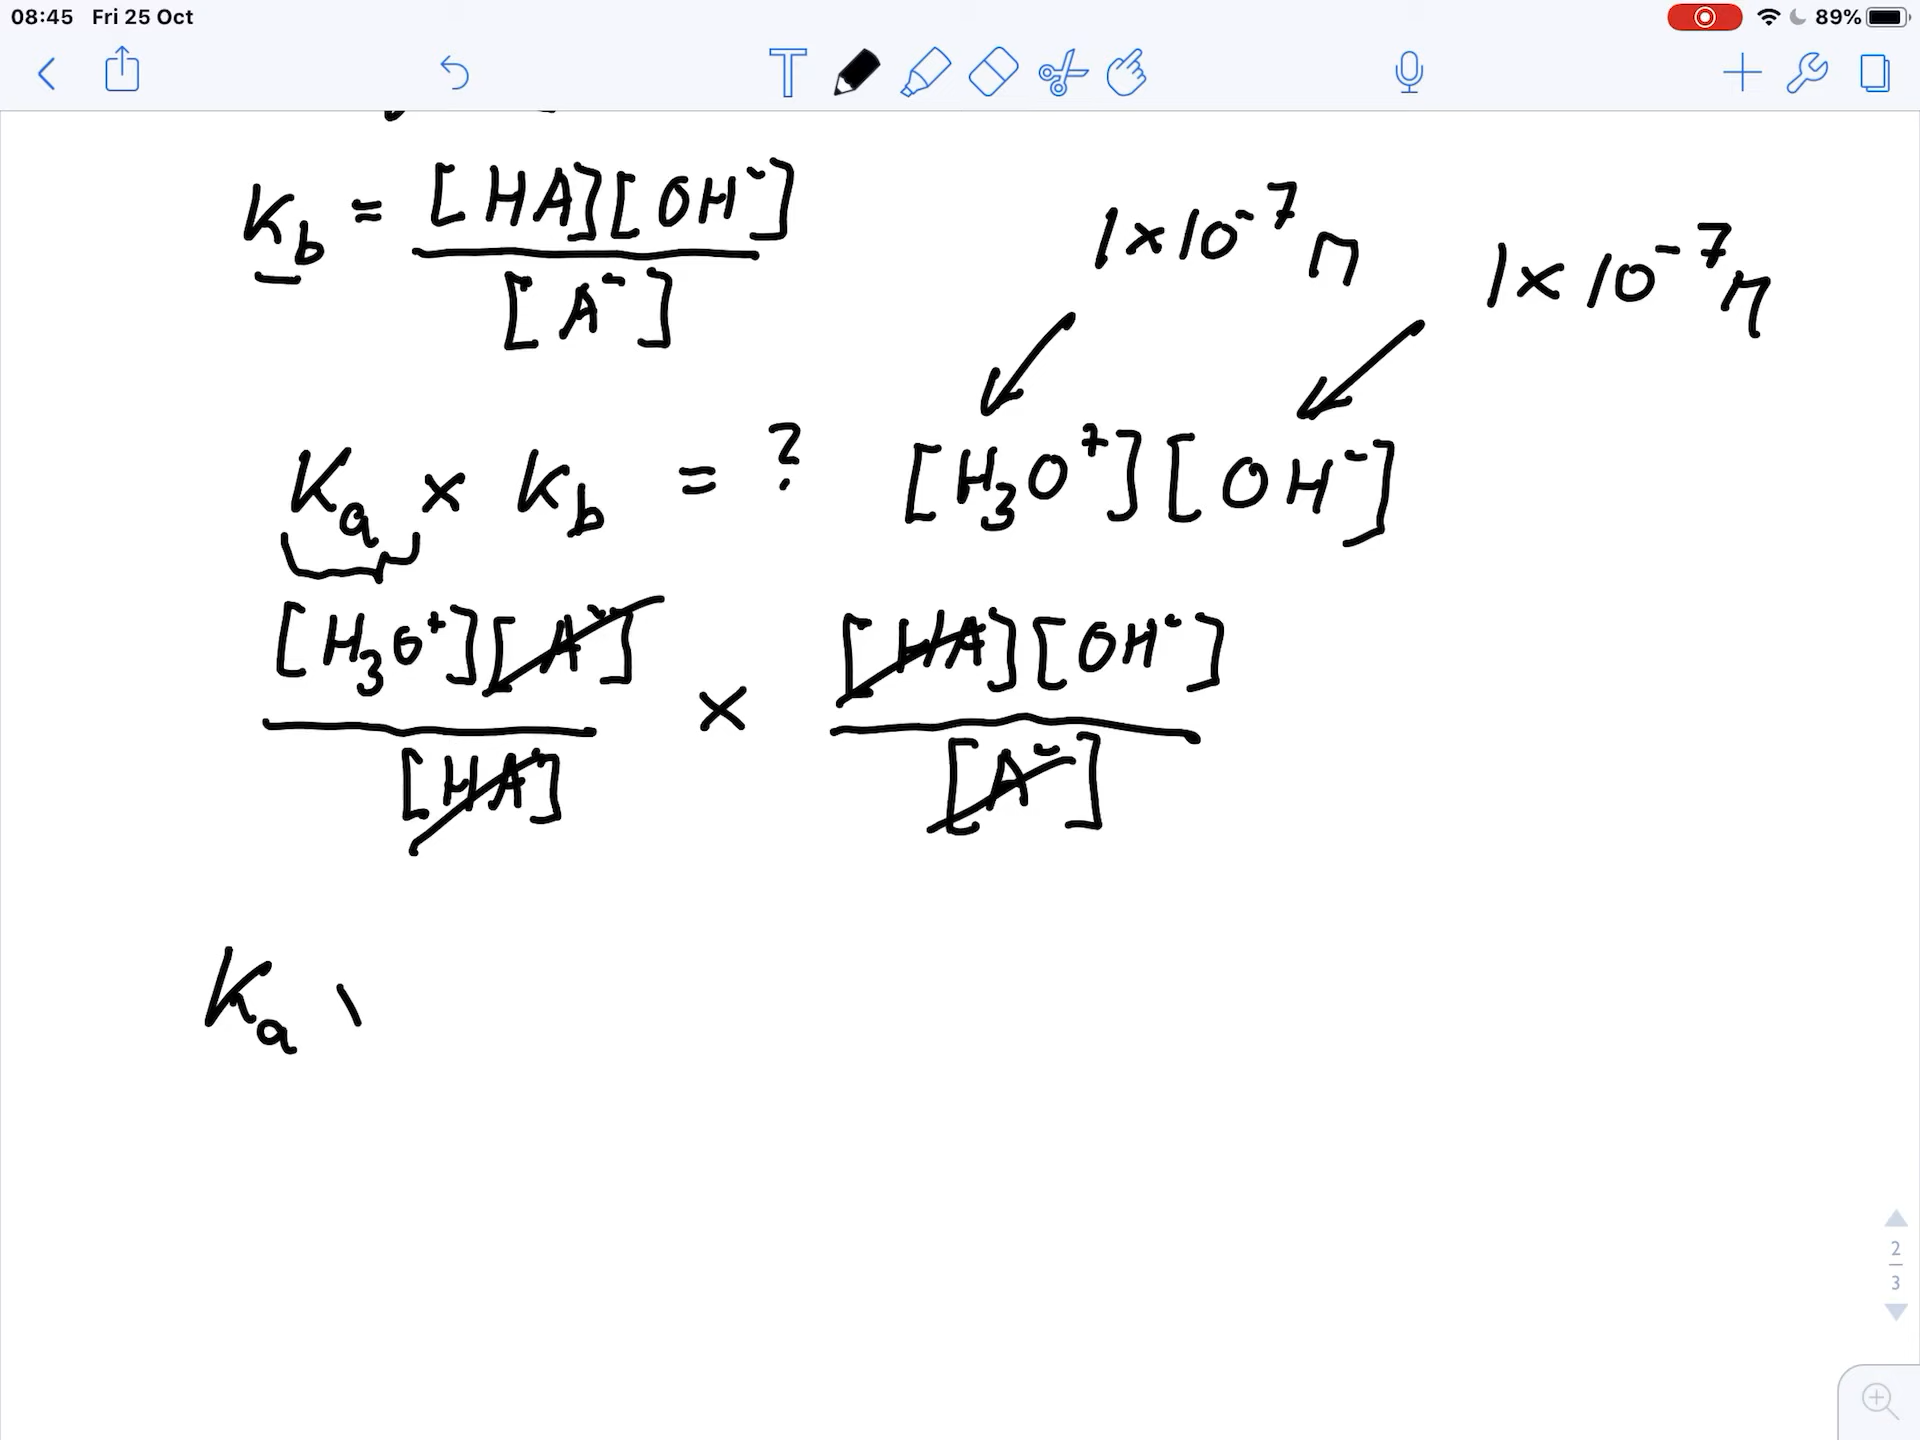 08:45 Fri 25 Oct 89%
T
Kb = [HA][OH⁻] / [A⁻]
1×10⁻⁷ M 1×10⁻⁷ M
Ka × Kb = ? [H₃O⁺][OH⁻]
[H₃O⁺][A⁻] / [HA] × [HA][OH⁻] / [A⁻]
Ka \
2
3